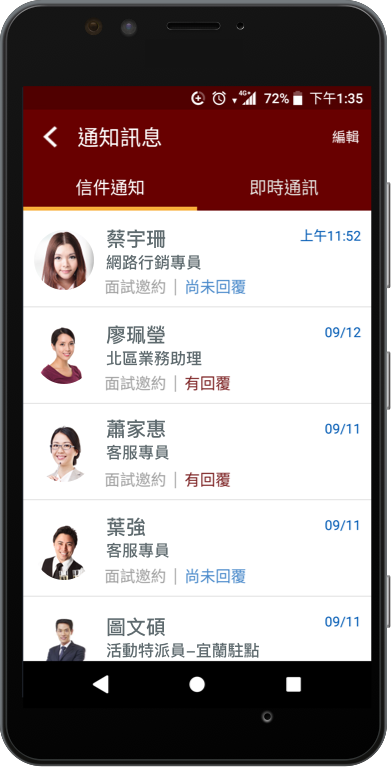 4G+ 72% 下午1:35
通知訊息 編輯
信件通知 即時通訊
蔡宇珊 上午11:52
網路行銷專員
面試邀約 | 尚未回覆
廖珮瑩 09/12
北區業務助理
面試邀約 | 有回覆
蕭家惠 09/11
客服專員
面試邀約 | 有回覆
葉強 09/11
客服專員
面試邀約 | 尚未回覆
圖文碩 09/11
活動特派員–宜蘭駐點